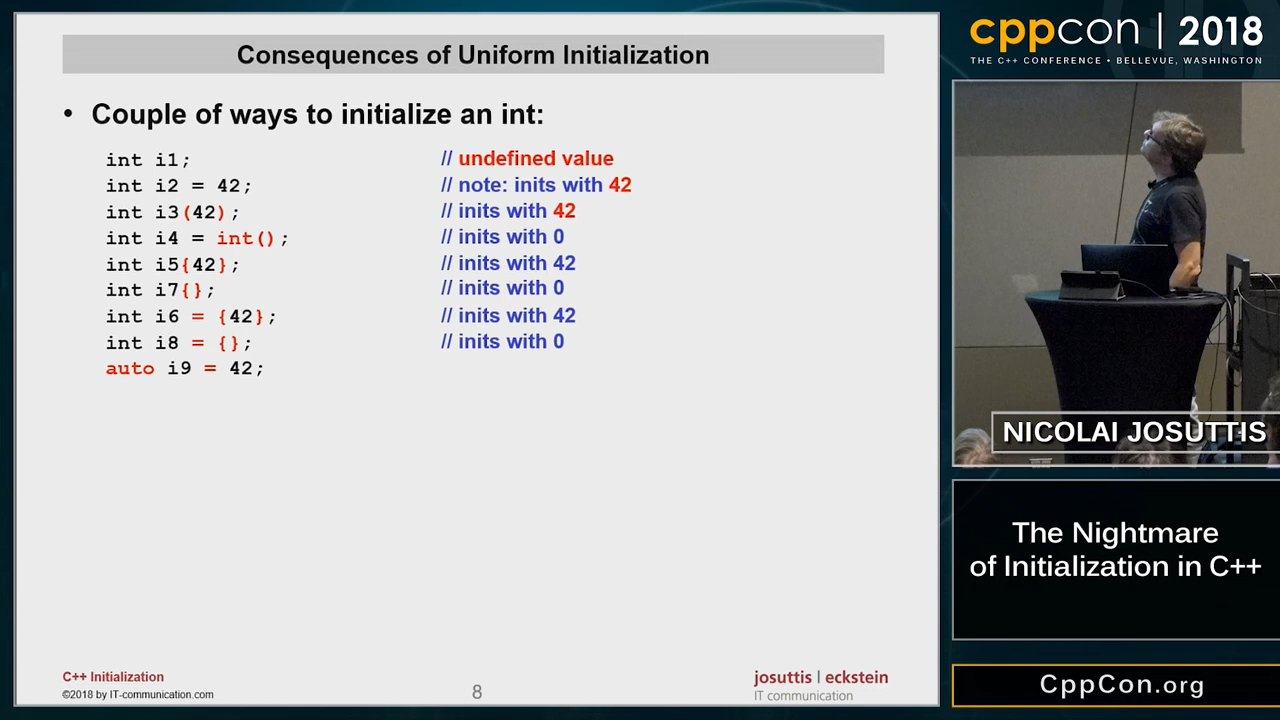 Consequences of Uniform Initialization
• Couple of ways to initialize an int:
int i1; // undefined value
int i2 = 42; // note: inits with 42
int i3(42); // inits with 42
int i4 = int(); // inits with 0
int i5{42}; // inits with 42
int i7{}; // inits with 0
int i6 = {42}; // inits with 42
int i8 = {}; // inits with 0
auto i9 = 42;
C++ Initialization
©2018 by IT-communication.com
8
josuttis | eckstein
IT communication
cppcon | 2018
THE C++ CONFERENCE • BELLEVUE, WASHINGTON
NICOLAI JOSUTTIS
The Nightmare
of Initialization in C++
CppCon.org